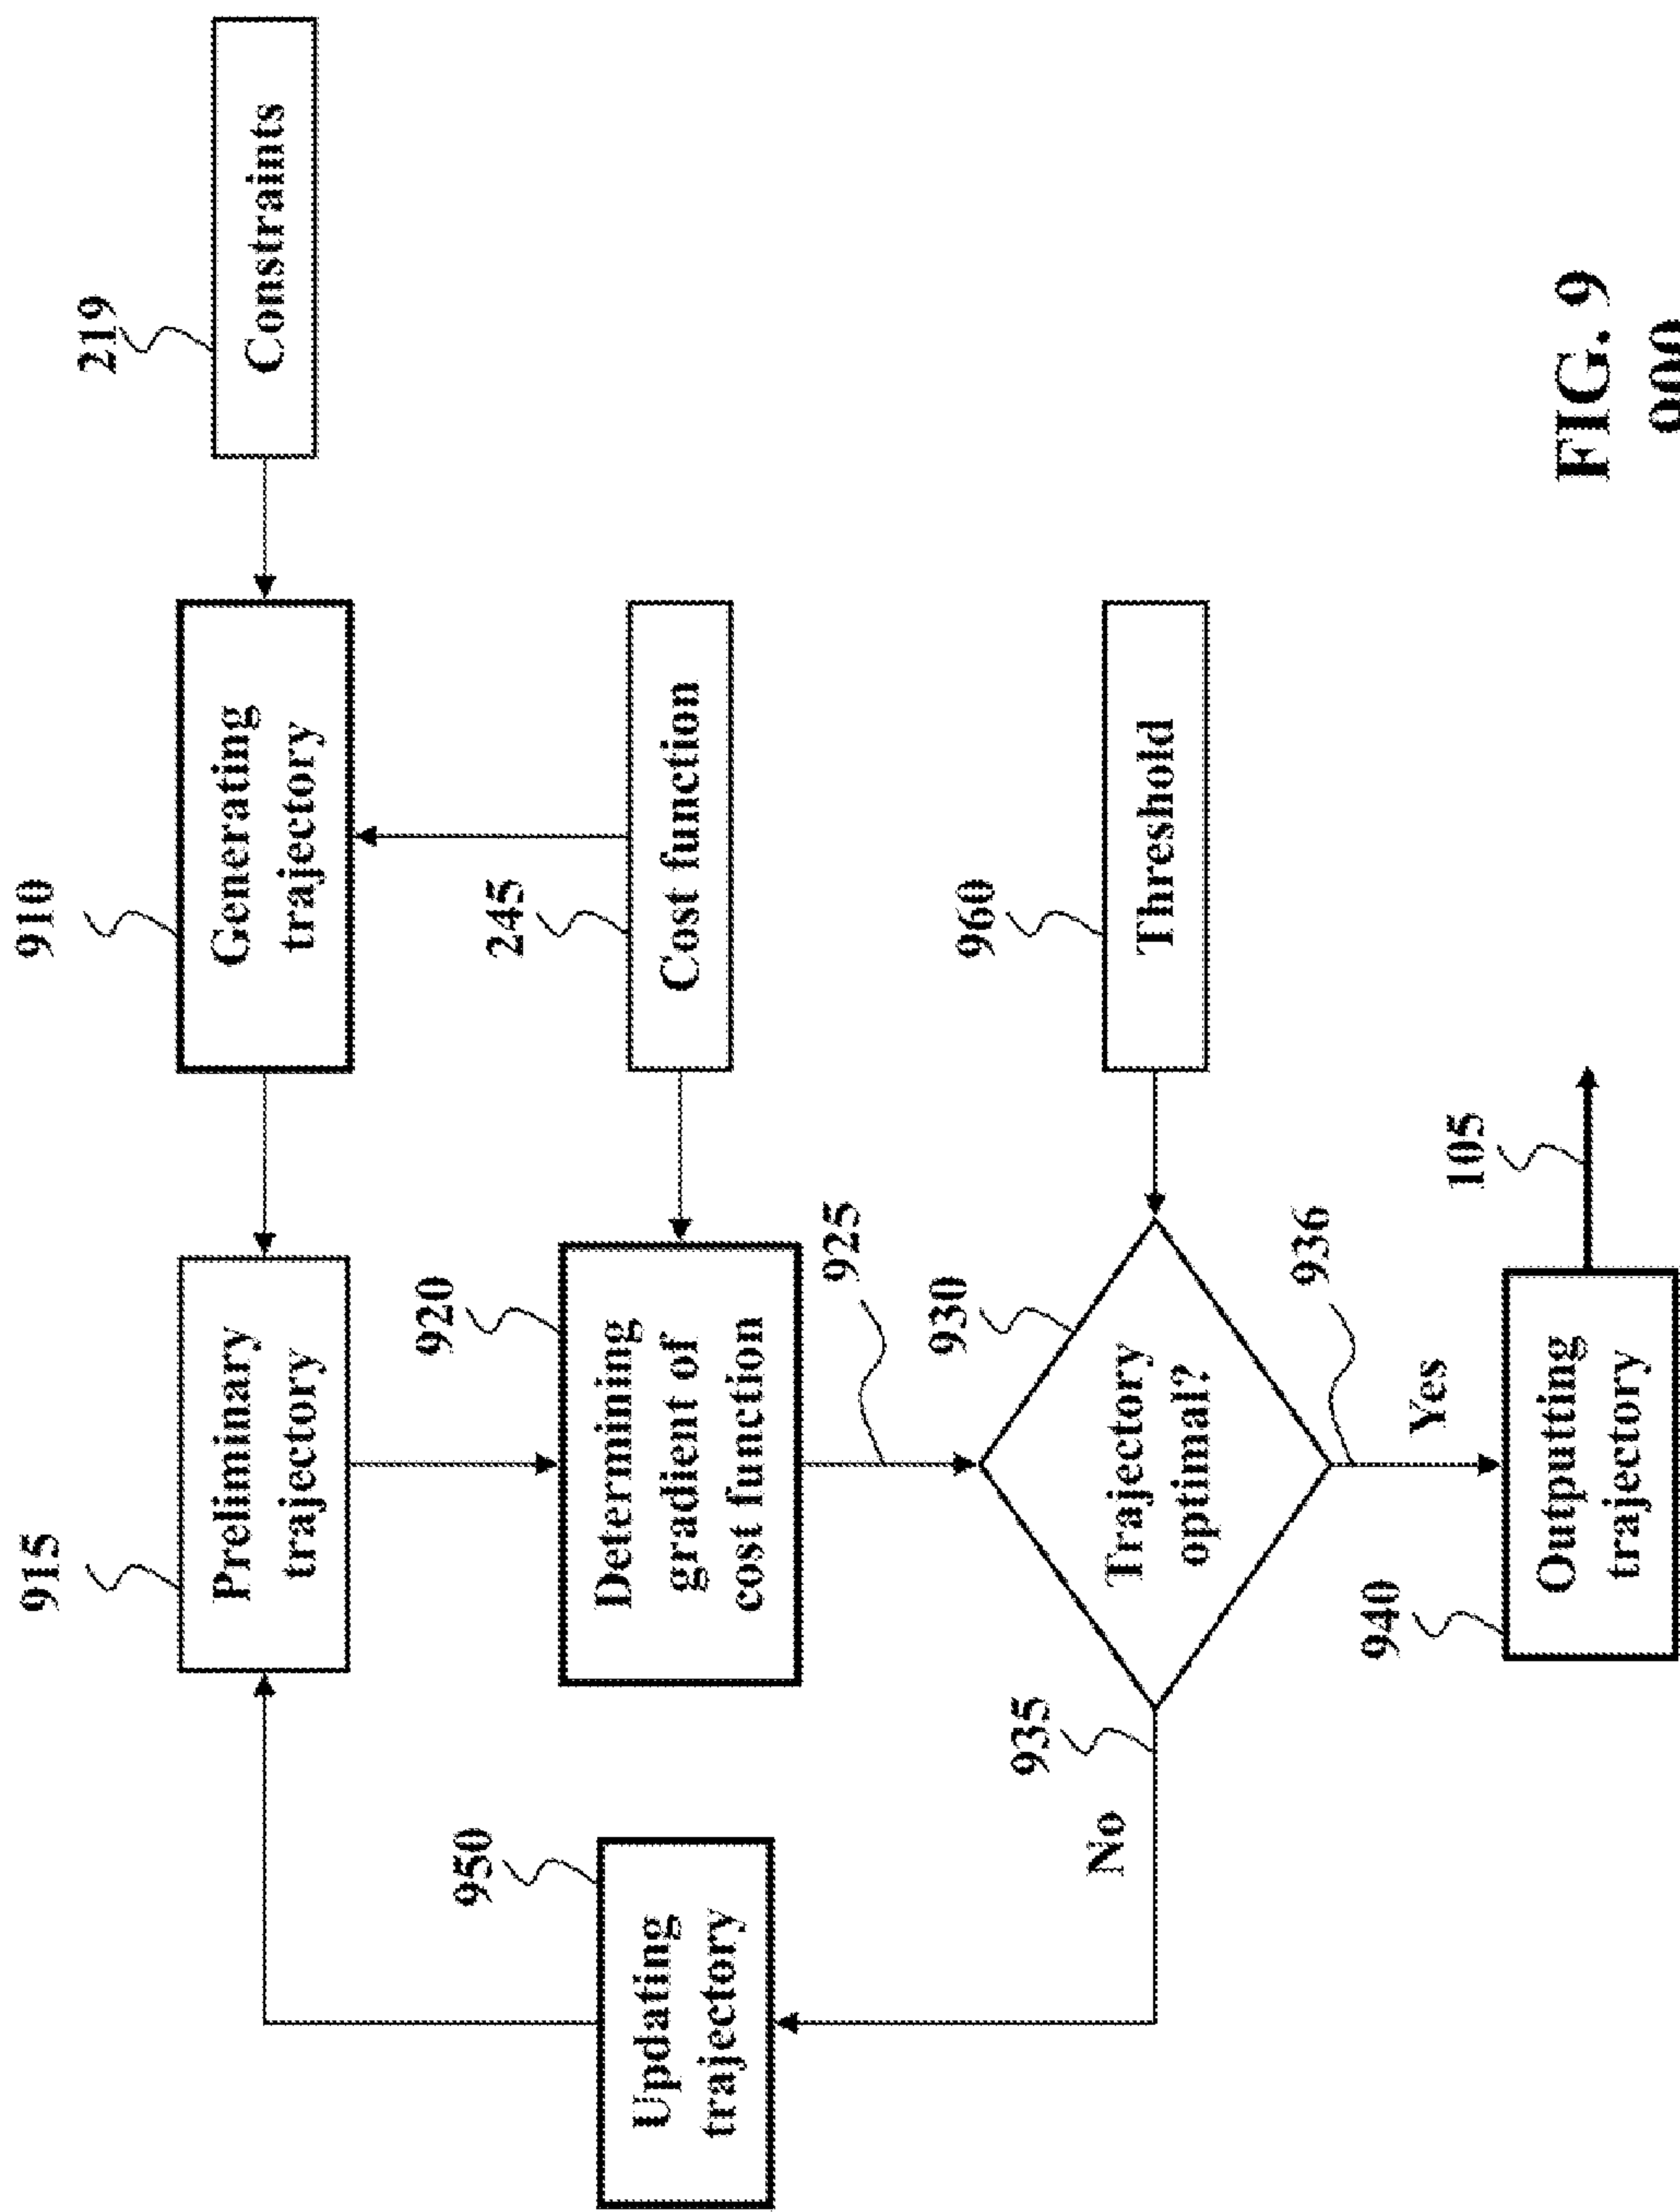 915
Preliminary
trajectory
910
Generating
trajectory
219
Constraints
950
Updating
trajectory
920
Determining
gradient of
cost function
245
Cost function
925
935
No
930
Trajectory
optimal?
960
Threshold
936
Yes
940
Outputing
trajectory
105
FIG. 9
900